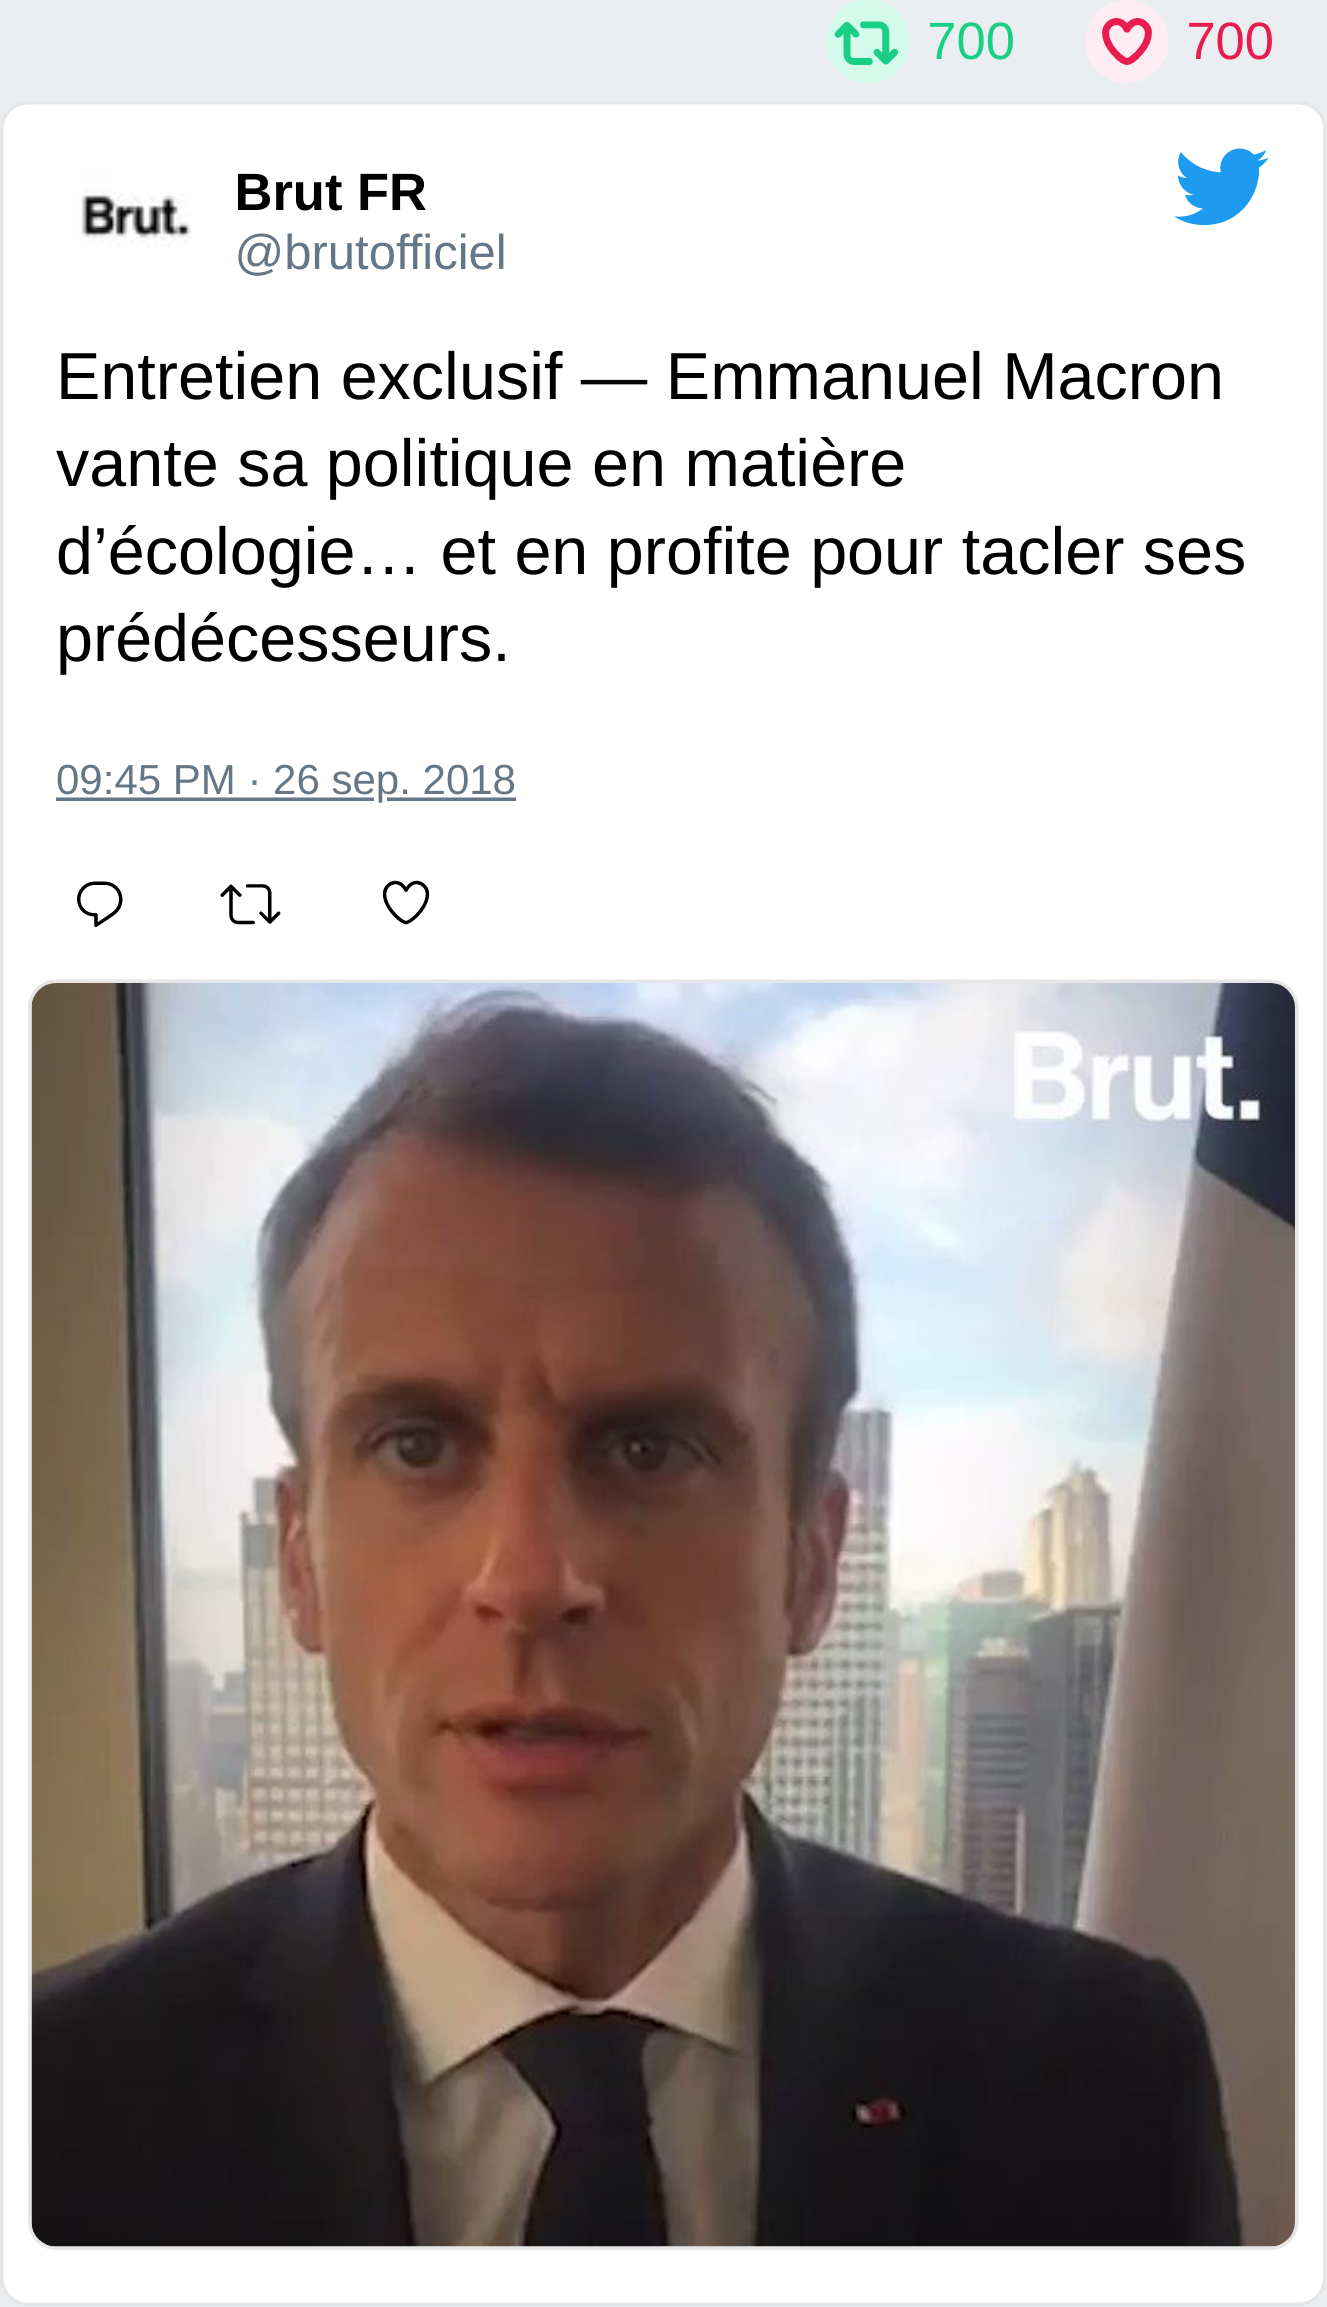 700 700
Brut.
Brut FR
@brutofficiel
Entretien exclusif — Emmanuel Macron
vante sa politique en matière
d’écologie… et en profite pour tacler ses
prédécesseurs.
09:45 PM · 26 sep. 2018
Brut.